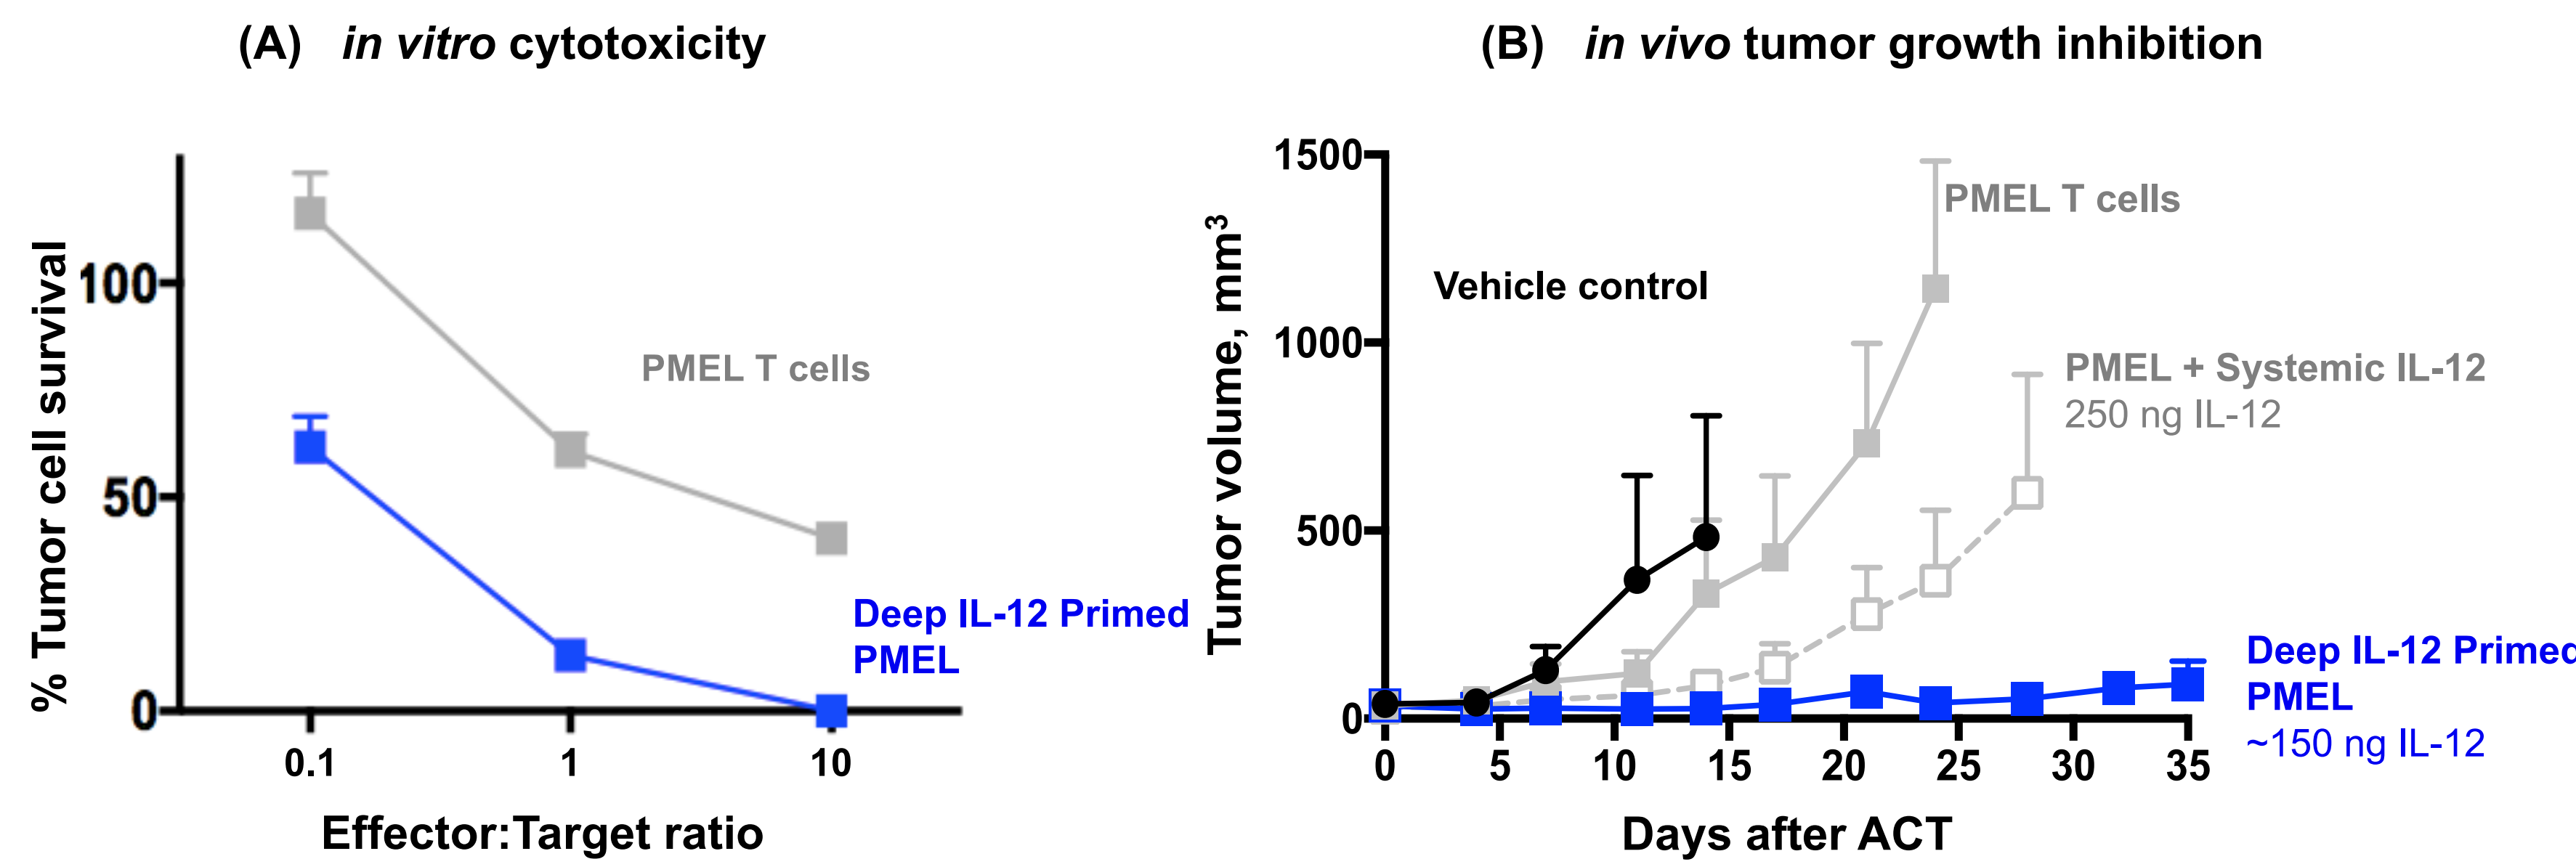 (A) in vitro cytotoxicity
% Tumor cell survival
100
50
0
0.1 1 10
Effector:Target ratio
PMEL T cells
Deep IL-12 Primed
PMEL
(B) in vivo tumor growth inhibition
Tumor volume, mm³
1500
1000
500
0
0 5 10 15 20 25 30 35
Days after ACT
Vehicle control
PMEL T cells
PMEL + Systemic IL-12
250 ng IL-12
Deep IL-12 Primed
PMEL
~150 ng IL-12